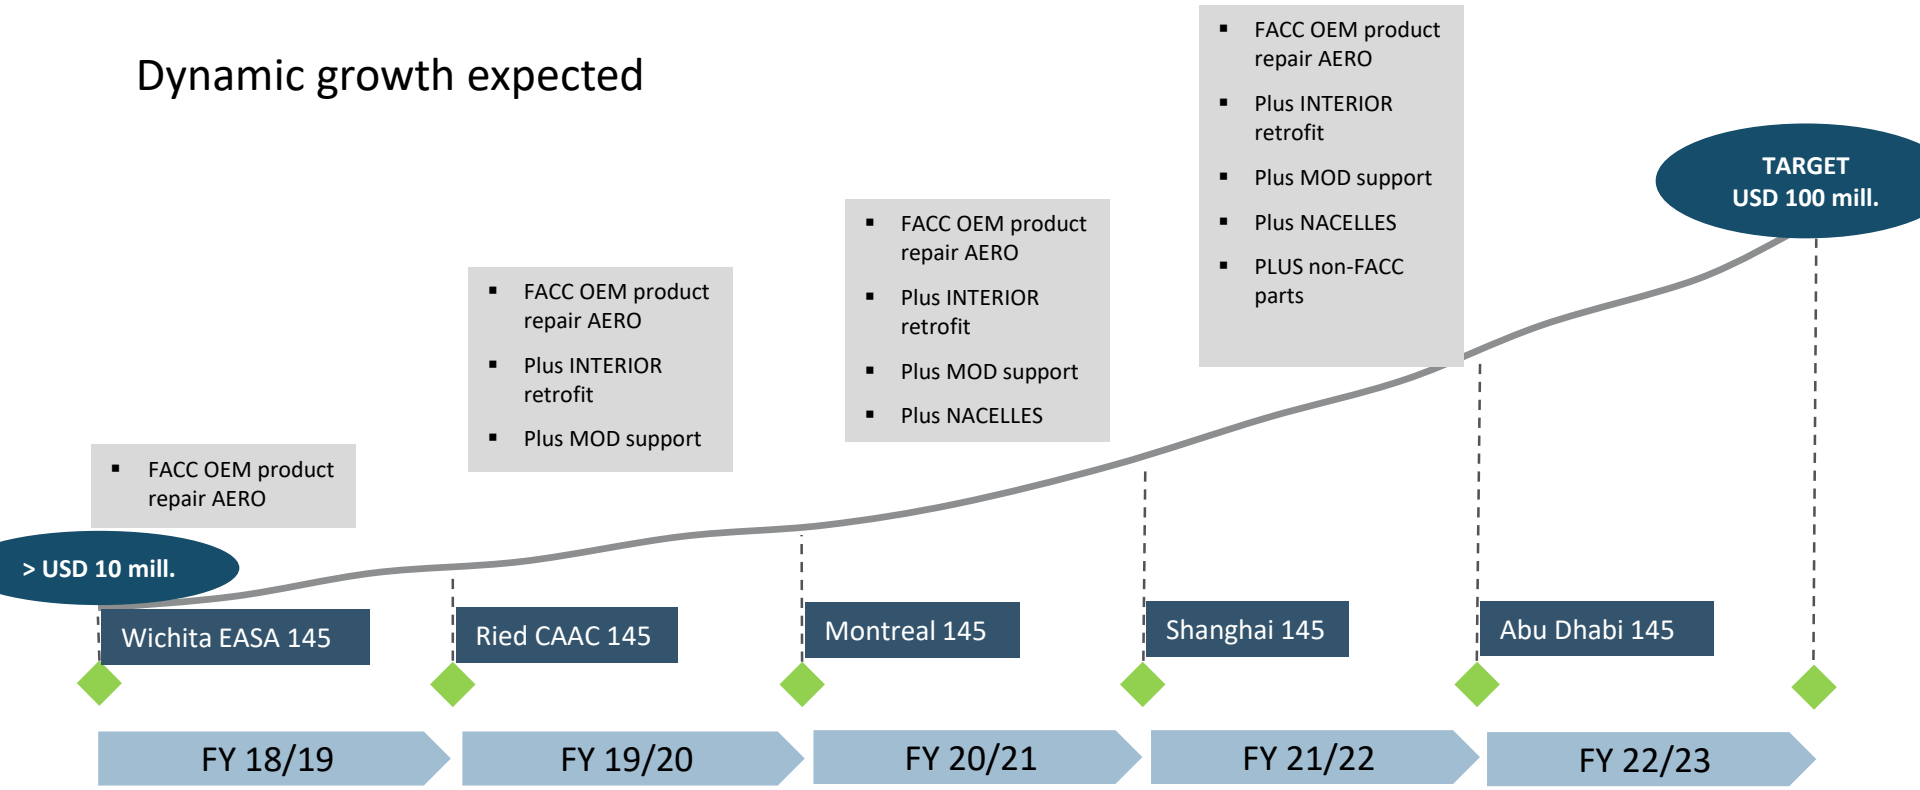 Dynamic growth expected
FACC OEM product
repair AERO
Plus INTERIOR
retrofit
Plus MOD support
Plus NACELLES
PLUS non-FACC
parts
TARGET
USD 100 mill.
FACC OEM product
repair AERO
Plus INTERIOR
retrofit
Plus MOD support
Plus NACELLES
FACC OEM product
repair AERO
Plus INTERIOR
retrofit
Plus MOD support
FACC OEM product
repair AERO
> USD 10 mill.
Wichita EASA 145
Ried CAAC 145
Montreal 145
Shanghai 145
Abu Dhabi 145
FY 18/19
FY 19/20
FY 20/21
FY 21/22
FY 22/23